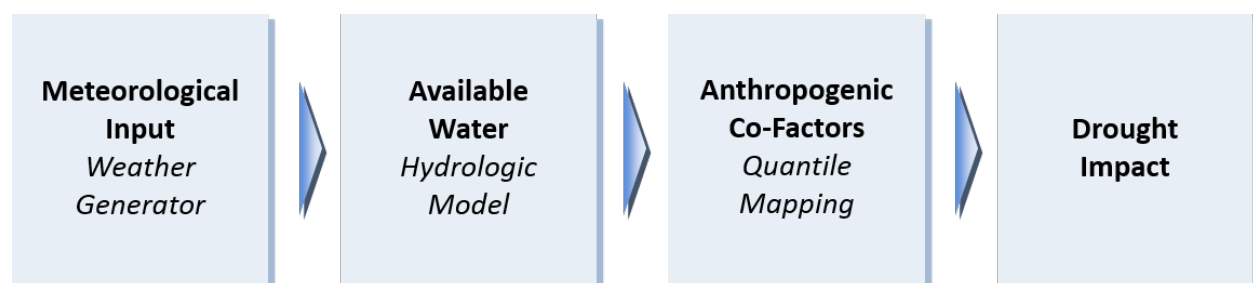 Meteorological
Input
Weather
Generator
Available
Water
Hydrologic
Model
Anthropogenic
Co-Factors
Quantile
Mapping
Drought
Impact